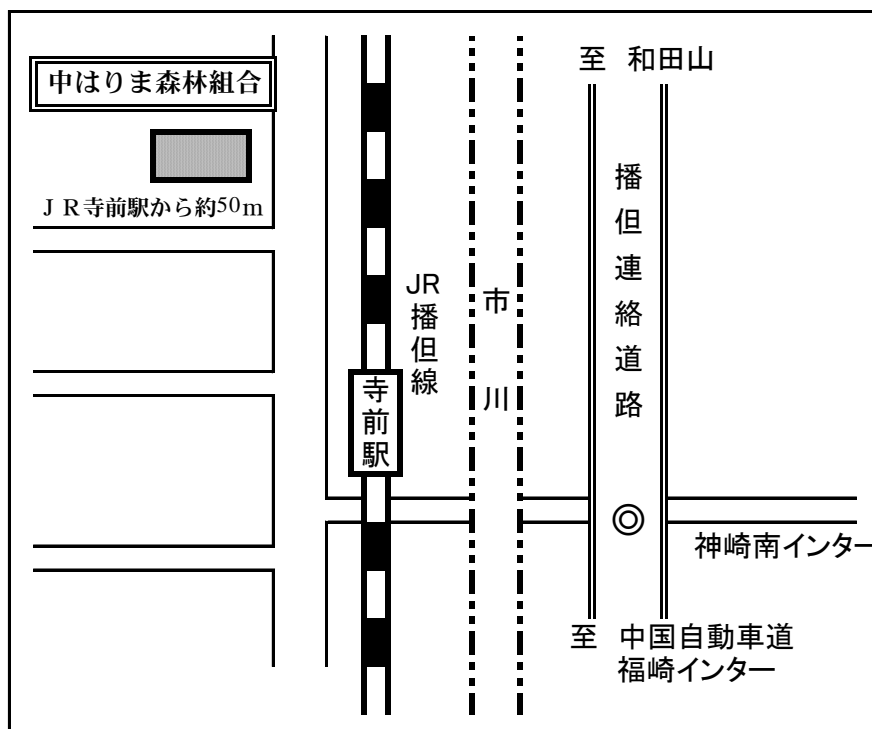 中はりま森林組合
JR寺前駅から約50m
至 和田山
播但連絡道路
JR播但線
市川
寺前駅
神崎南インター
至 中国自動車道
福崎インター